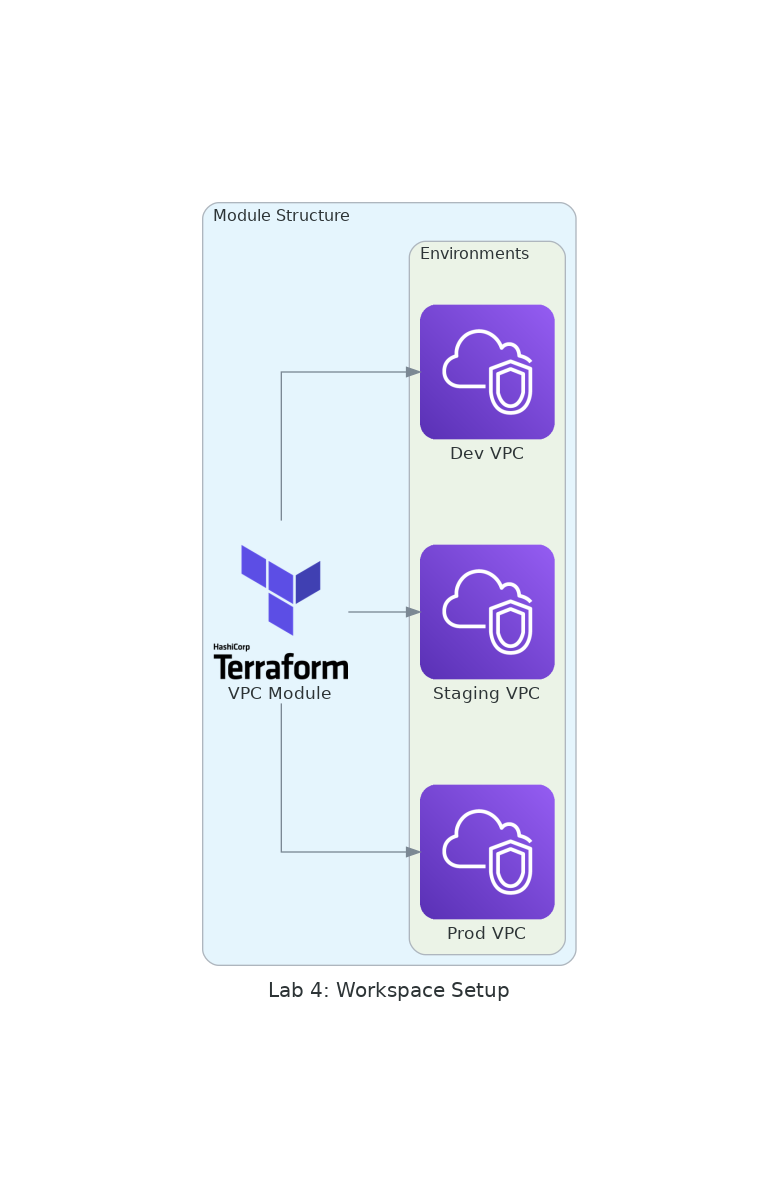 Module Structure
Environments
Dev VPC
HashiCorp
Terraform
VPC Module
Staging VPC
Prod VPC
Lab 4: Workspace Setup